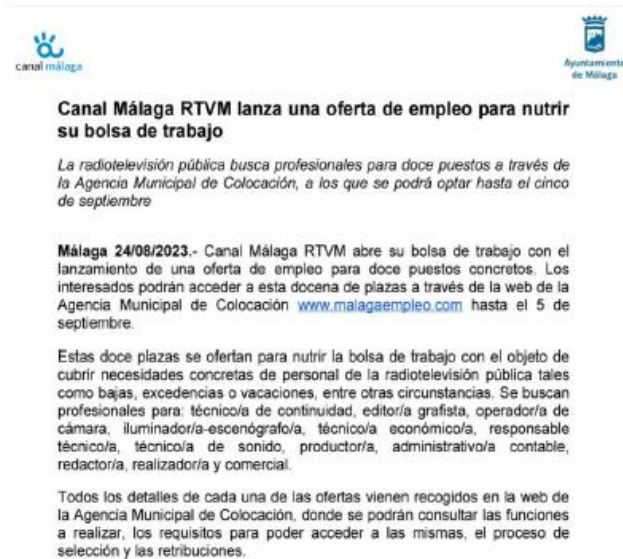 canal málaga
Ayuntamiento
de Málaga
Canal Málaga RTVM lanza una oferta de empleo para nutrir
su bolsa de trabajo
La radiotelevisión pública busca profesionales para doce puestos a través de
la Agencia Municipal de Colocación, a los que se podrá optar hasta el cinco
de septiembre
Málaga 24/08/2023.- Canal Málaga RTVM abre su bolsa de trabajo con el
lanzamiento de una oferta de empleo para doce puestos concretos. Los
interesados podrán acceder a esta docena de plazas a través de la web de la
Agencia Municipal de Colocación www.malagaempleo.com hasta el 5 de
septiembre.
Estas doce plazas se ofertan para nutrir la bolsa de trabajo con el objeto de
cubrir necesidades concretas de personal de la radiotelevisión pública tales
como bajas, excedencias o vacaciones, entre otras circunstancias. Se buscan
profesionales para: técnico/a de continuidad, editor/a grafista, operador/a de
cámara, iluminador/a-escenógrafo/a, técnico/a económico/a, responsable
técnico/a, técnico/a de sonido, productor/a, administrativo/a contable,
redactor/a, realizador/a y comercial.
Todos los detalles de cada una de las ofertas vienen recogidos en la web de
la Agencia Municipal de Colocación, donde se podrán consultar las funciones
a realizar, los requisitos para poder acceder a las mismas, el proceso de
selección y las retribuciones.